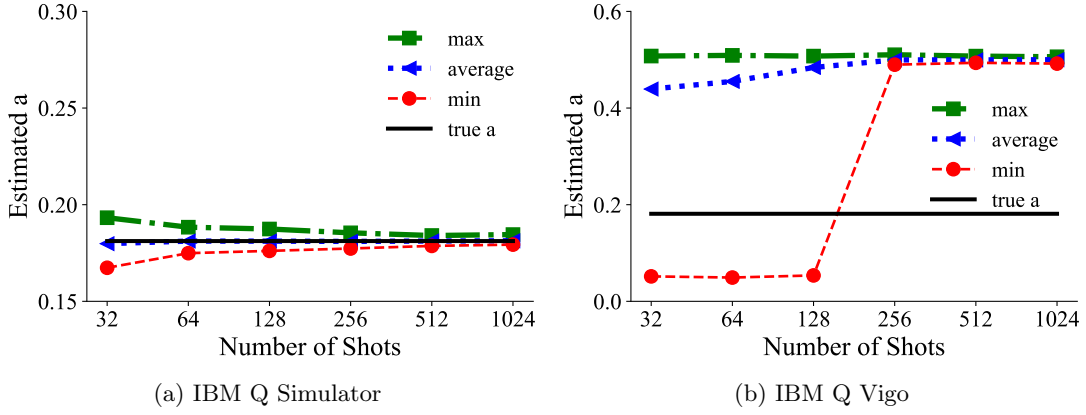 0.30
0.25
0.20
0.15
Estimated a
max
average
min
true a
32 64 128 256 512 1024
Number of Shots
(a) IBM Q Simulator
0.6
0.4
0.2
0.0
Estimated a
max
average
min
true a
32 64 128 256 512 1024
Number of Shots
(b) IBM Q Vigo